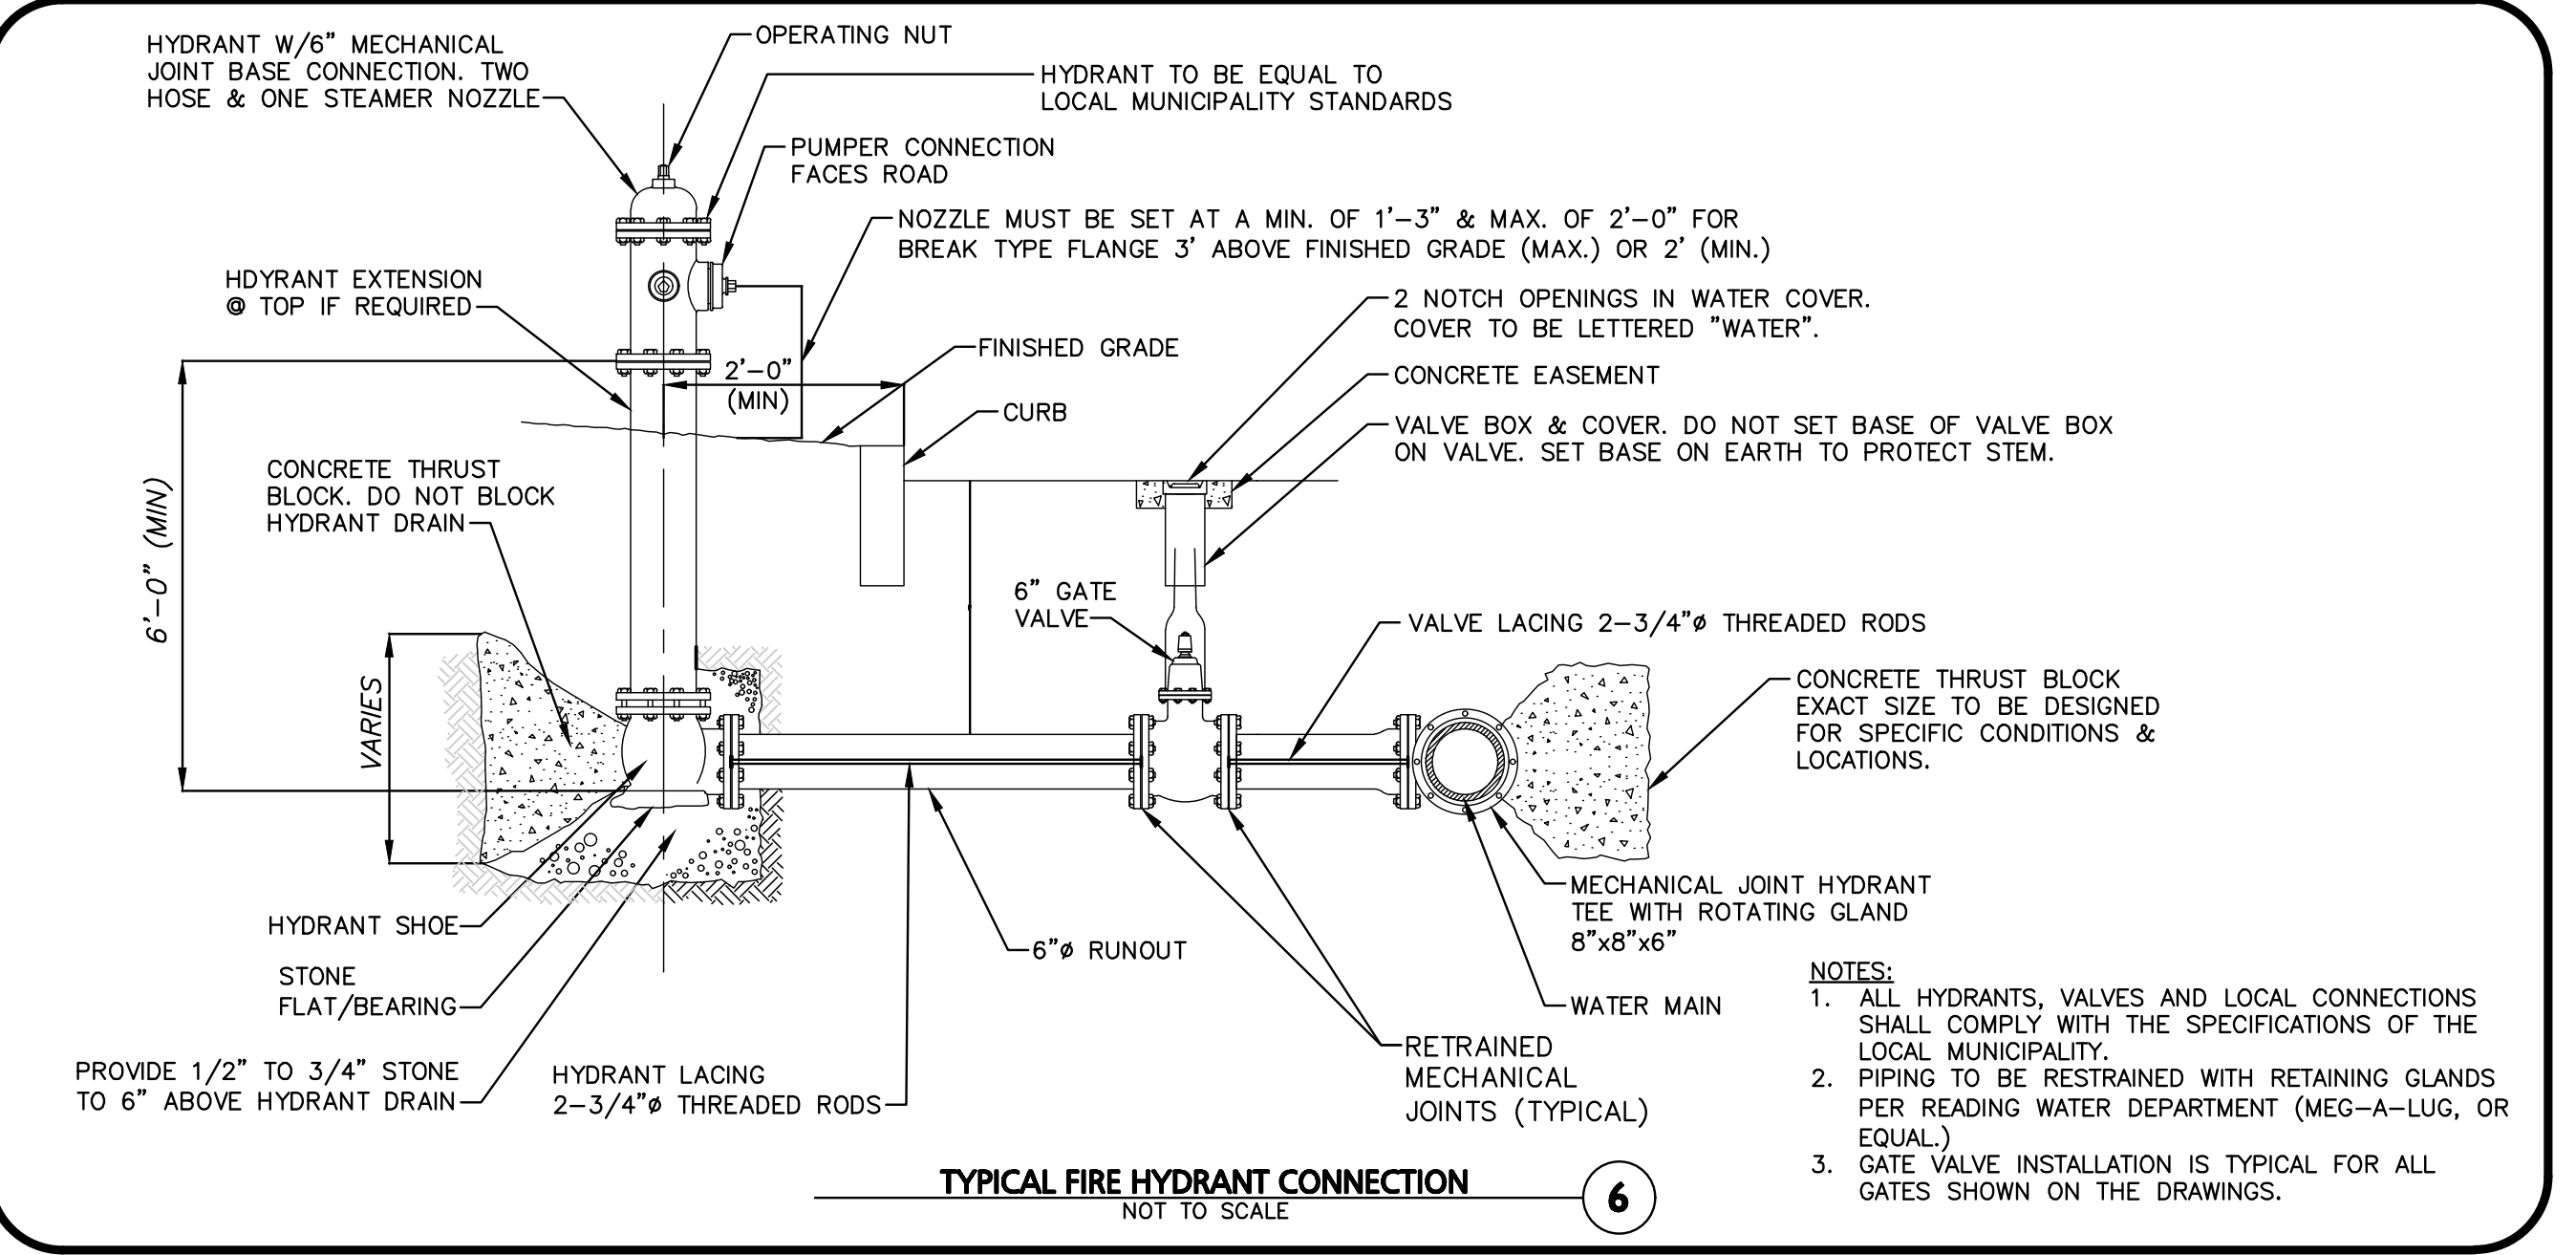 HYDRANT W/6" MECHANICAL
JOINT BASE CONNECTION. TWO
HOSE & ONE STEAMER NOZZLE
OPERATING NUT
HYDRANT TO BE EQUAL TO
LOCAL MUNICIPALITY STANDARDS
PUMPER CONNECTION
FACES ROAD
NOZZLE MUST BE SET AT A MIN. OF 1'-3" & MAX. OF 2'-0" FOR
BREAK TYPE FLANGE 3' ABOVE FINISHED GRADE (MAX.) OR 2' (MIN.)
HDYRANT EXTENSION
@ TOP IF REQUIRED
2 NOTCH OPENINGS IN WATER COVER.
COVER TO BE LETTERED "WATER".
FINISHED GRADE
2'-0"
(MIN)
CONCRETE EASEMENT
CURB
VALVE BOX & COVER. DO NOT SET BASE OF VALVE BOX
ON VALVE. SET BASE ON EARTH TO PROTECT STEM.
CONCRETE THRUST
BLOCK. DO NOT BLOCK
HYDRANT DRAIN
6'-0" (MIN)
VARIES
6" GATE
VALVE
VALVE LACING 2-3/4"ø THREADED RODS
CONCRETE THRUST BLOCK
EXACT SIZE TO BE DESIGNED
FOR SPECIFIC CONDITIONS &
LOCATIONS.
MECHANICAL JOINT HYDRANT
TEE WITH ROTATING GLAND
8"x8"x6"
HYDRANT SHOE
6"ø RUNOUT
STONE
FLAT/BEARING
WATER MAIN
RETRAINED
MECHANICAL
JOINTS (TYPICAL)
PROVIDE 1/2" TO 3/4" STONE
TO 6" ABOVE HYDRANT DRAIN
HYDRANT LACING
2-3/4"ø THREADED RODS
NOTES:
1. ALL HYDRANTS, VALVES AND LOCAL CONNECTIONS
SHALL COMPLY WITH THE SPECIFICATIONS OF THE
LOCAL MUNICIPALITY.
2. PIPING TO BE RESTRAINED WITH RETAINING GLANDS
PER READING WATER DEPARTMENT (MEG-A-LUG, OR
EQUAL.)
3. GATE VALVE INSTALLATION IS TYPICAL FOR ALL
GATES SHOWN ON THE DRAWINGS.
TYPICAL FIRE HYDRANT CONNECTION
NOT TO SCALE
6